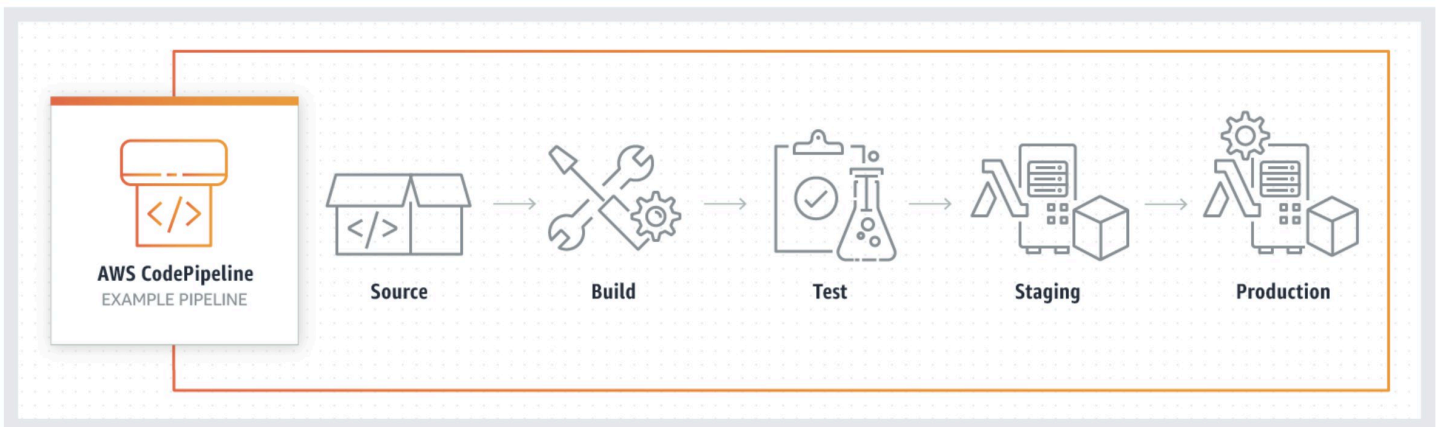 </>
AWS CodePipeline
EXAMPLE PIPELINE
</>
Source
Build
Test
Staging
Production